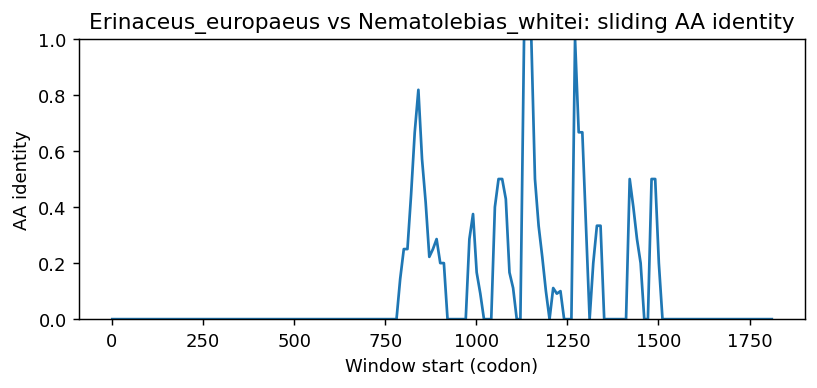 Erinaceus_europaeus vs Nematolebias_whitei: sliding AA identity
AA identity
1.0
0.8
0.6
0.4
0.2
0.0
0 250 500 750 1000 1250 1500 1750
Window start (codon)